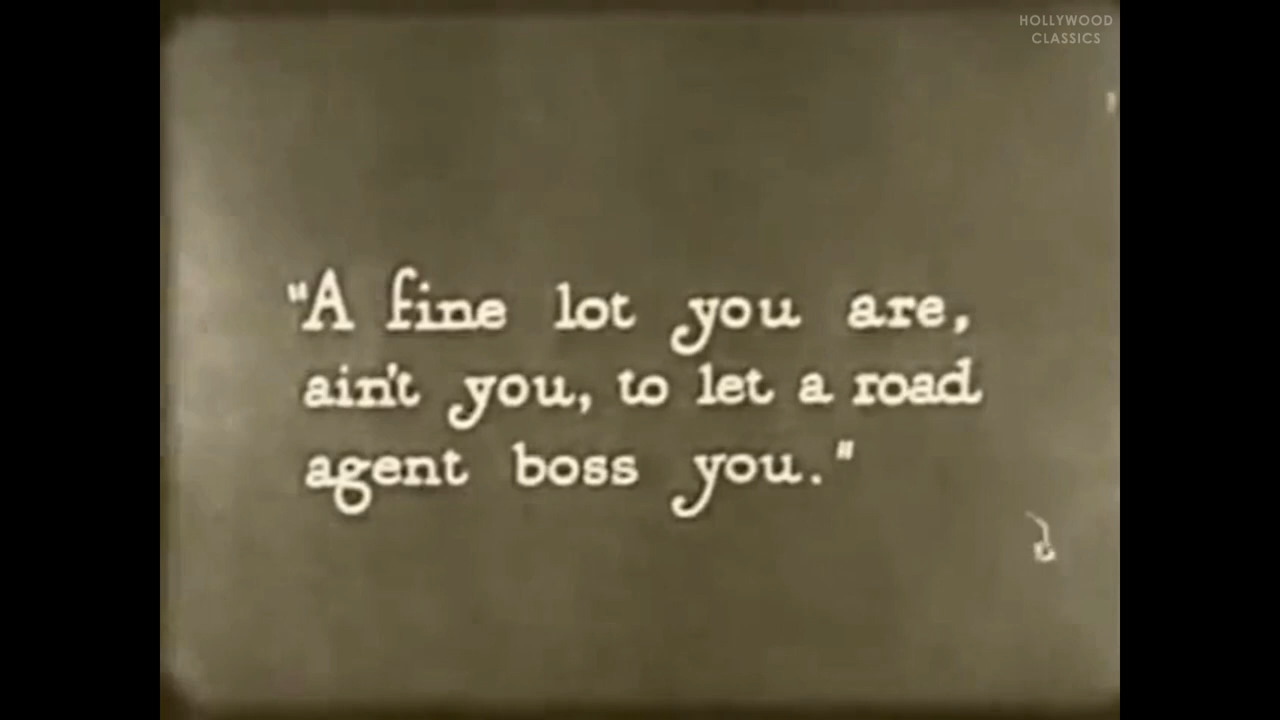 HOLLYWOOD
CLASSICS
"A fine lot you are,
ain't you, to let a road
agent boss you."